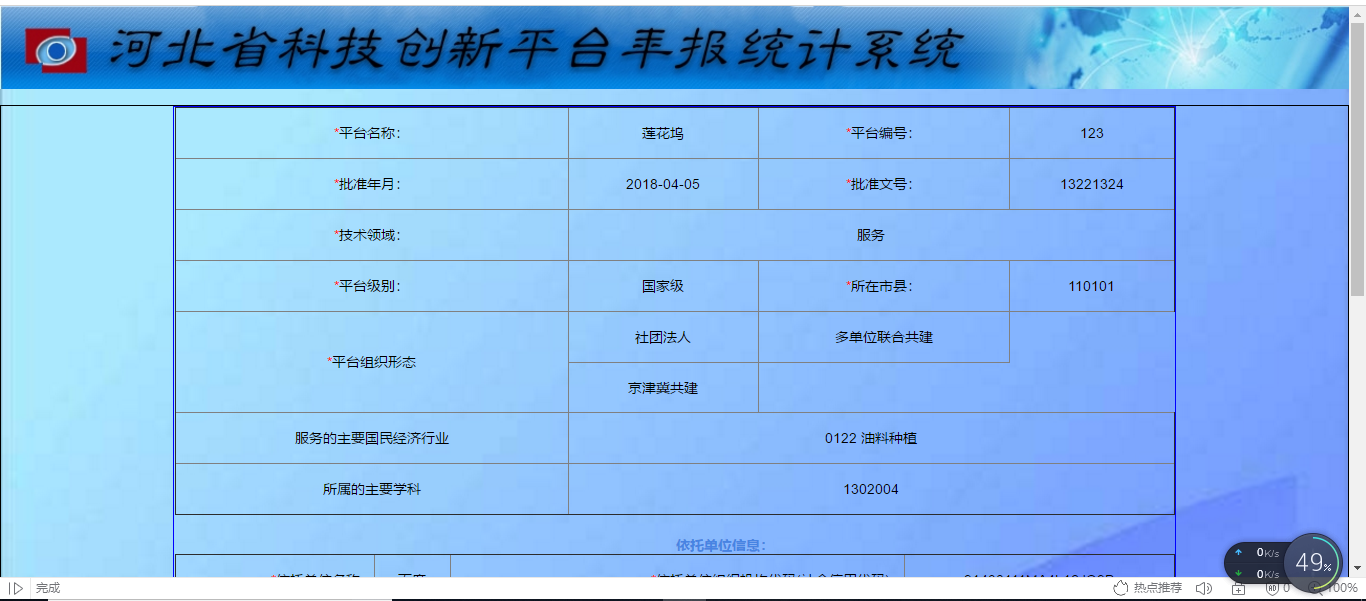 河北省科技创新平台年报统计系统
*平台名称： 莲花坞 *平台编号： 123
*批准年月： 2018-04-05 *批准文号： 13221324
*技术领域： 服务
*平台级别： 国家级 *所在市县： 110101
*平台组织形态 社团法人 多单位联合共建
京津冀共建
服务的主要国民经济行业 0122 油料种植
所属的主要学科 1302004
依托单位信息：
0K/s
49%
0K/s
完成 热点推荐 0 100%